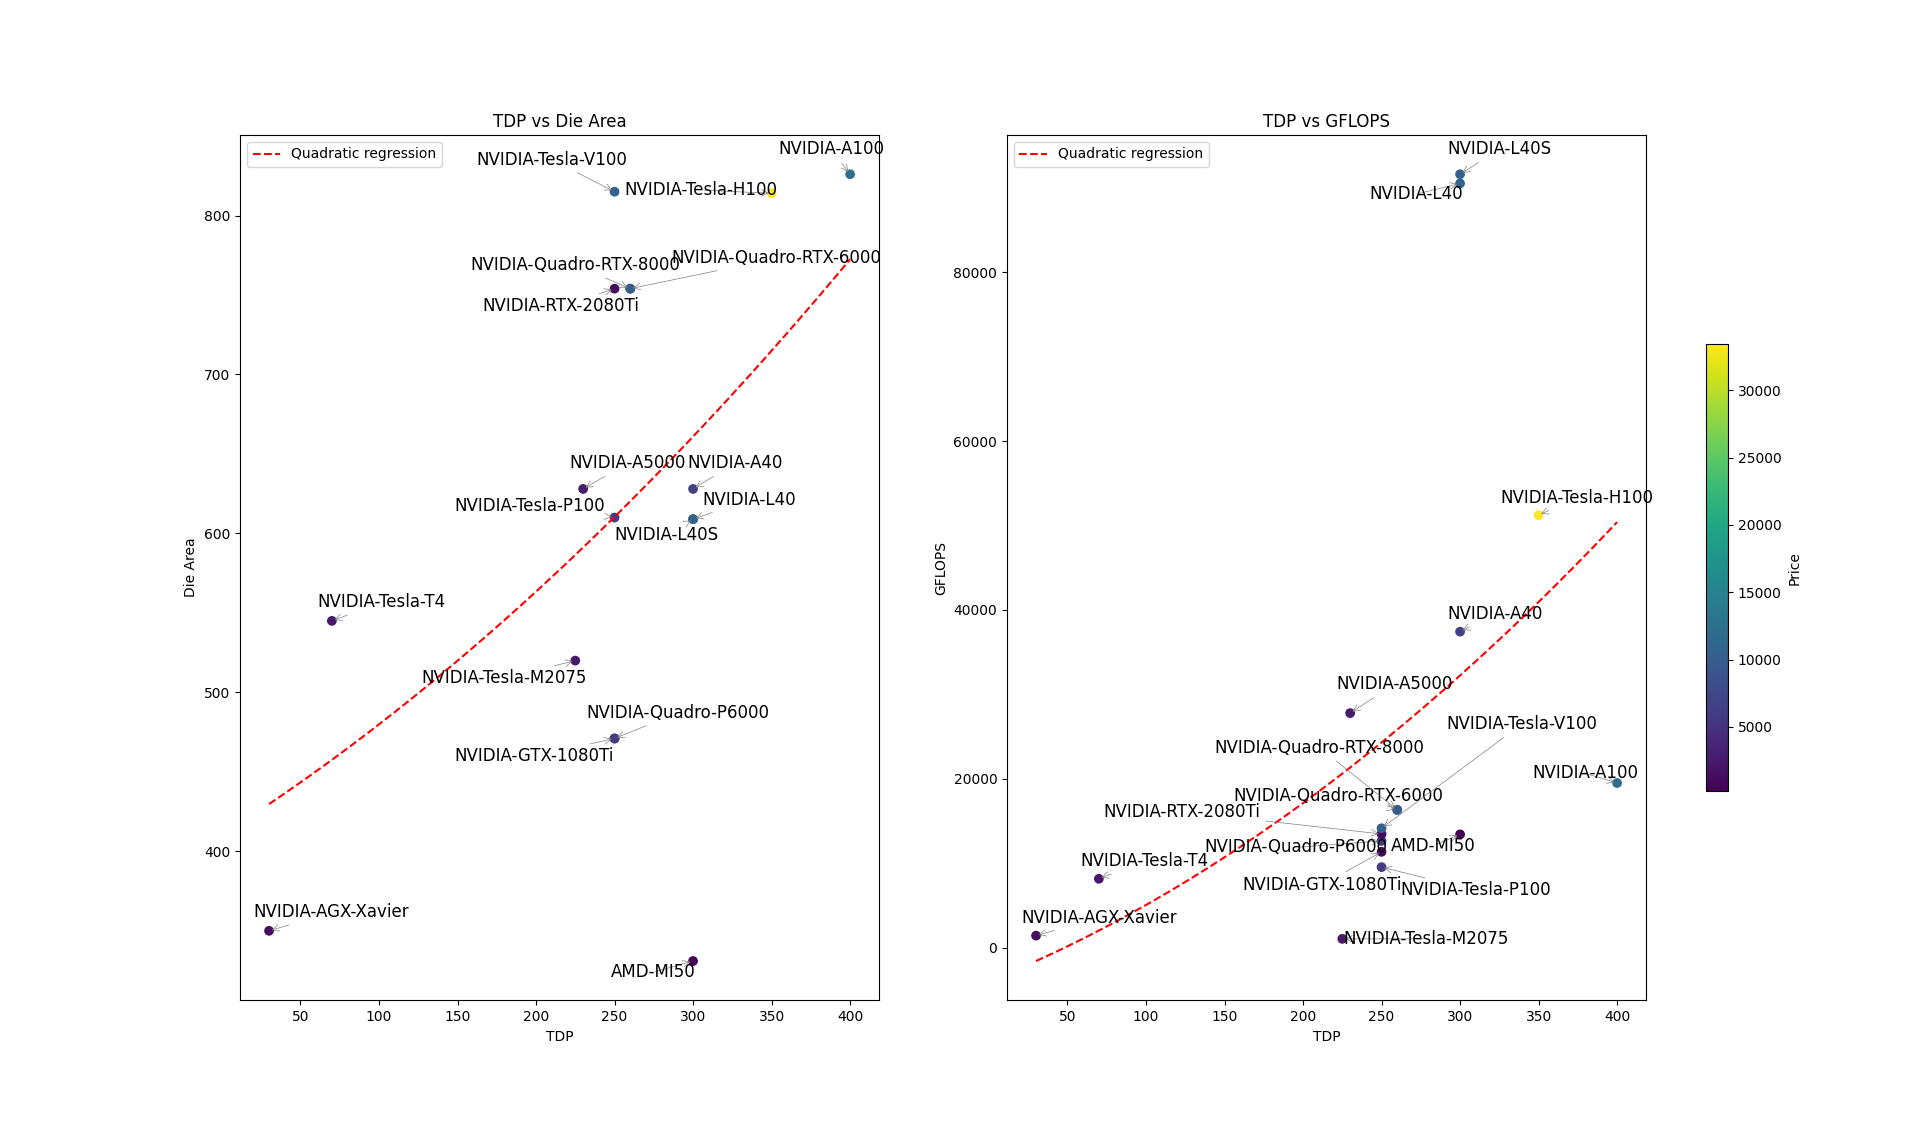 TDP vs Die Area
Quadratic regression
NVIDIA-Tesla-V100
NVIDIA-A100
NVIDIA-Tesla-H100
NVIDIA-Quadro-RTX-8000
NVIDIA-Quadro-RTX-6000
NVIDIA-RTX-2080Ti
NVIDIA-A5000
NVIDIA-A40
NVIDIA-Tesla-P100
NVIDIA-L40
NVIDIA-L40S
NVIDIA-Tesla-T4
NVIDIA-Tesla-M2075
NVIDIA-Quadro-P6000
NVIDIA-GTX-1080Ti
NVIDIA-AGX-Xavier
AMD-MI50
800
700
600
500
400
Die Area
50 100 150 200 250 300 350 400
TDP
TDP vs GFLOPS
Quadratic regression
NVIDIA-L40S
NVIDIA-L40
NVIDIA-Tesla-H100
NVIDIA-A40
NVIDIA-A5000
NVIDIA-Tesla-V100
NVIDIA-Quadro-RTX-8000
NVIDIA-A100
NVIDIA-Quadro-RTX-6000
NVIDIA-RTX-2080Ti
NVIDIA-Quadro-P6000
AMD-MI50
NVIDIA-Tesla-T4
NVIDIA-GTX-1080Ti
NVIDIA-Tesla-P100
NVIDIA-AGX-Xavier
NVIDIA-Tesla-M2075
80000
60000
40000
20000
0
GFLOPS
50 100 150 200 250 300 350 400
TDP
30000
25000
20000
15000
10000
5000
Price